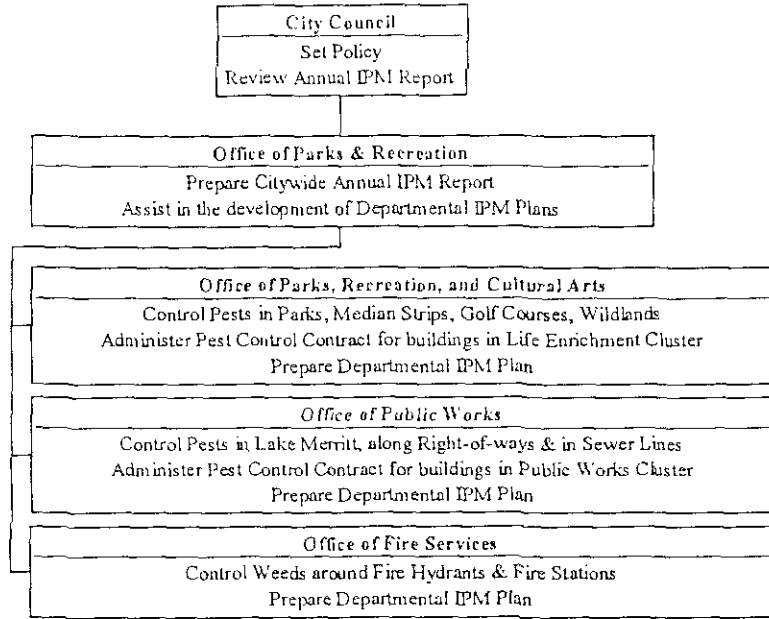 City Council
Set Policy
Review Annual IPM Report
Office of Parks & Recreation
Prepare Citywide Annual IPM Report
Assist in the development of Departmental IPM Plans
Office of Parks, Recreation, and Cultural Arts
Control Pests in Parks, Median Strips, Golf Courses, Wildlands
Administer Pest Control Contract for buildings in Life Enrichment Cluster
Prepare Departmental IPM Plan
Office of Public Works
Control Pests in Lake Merritt, along Right-of-ways & in Sewer Lines
Administer Pest Control Contract for buildings in Public Works Cluster
Prepare Departmental IPM Plan
Office of Fire Services
Control Weeds around Fire Hydrants & Fire Stations
Prepare Departmental IPM Plan